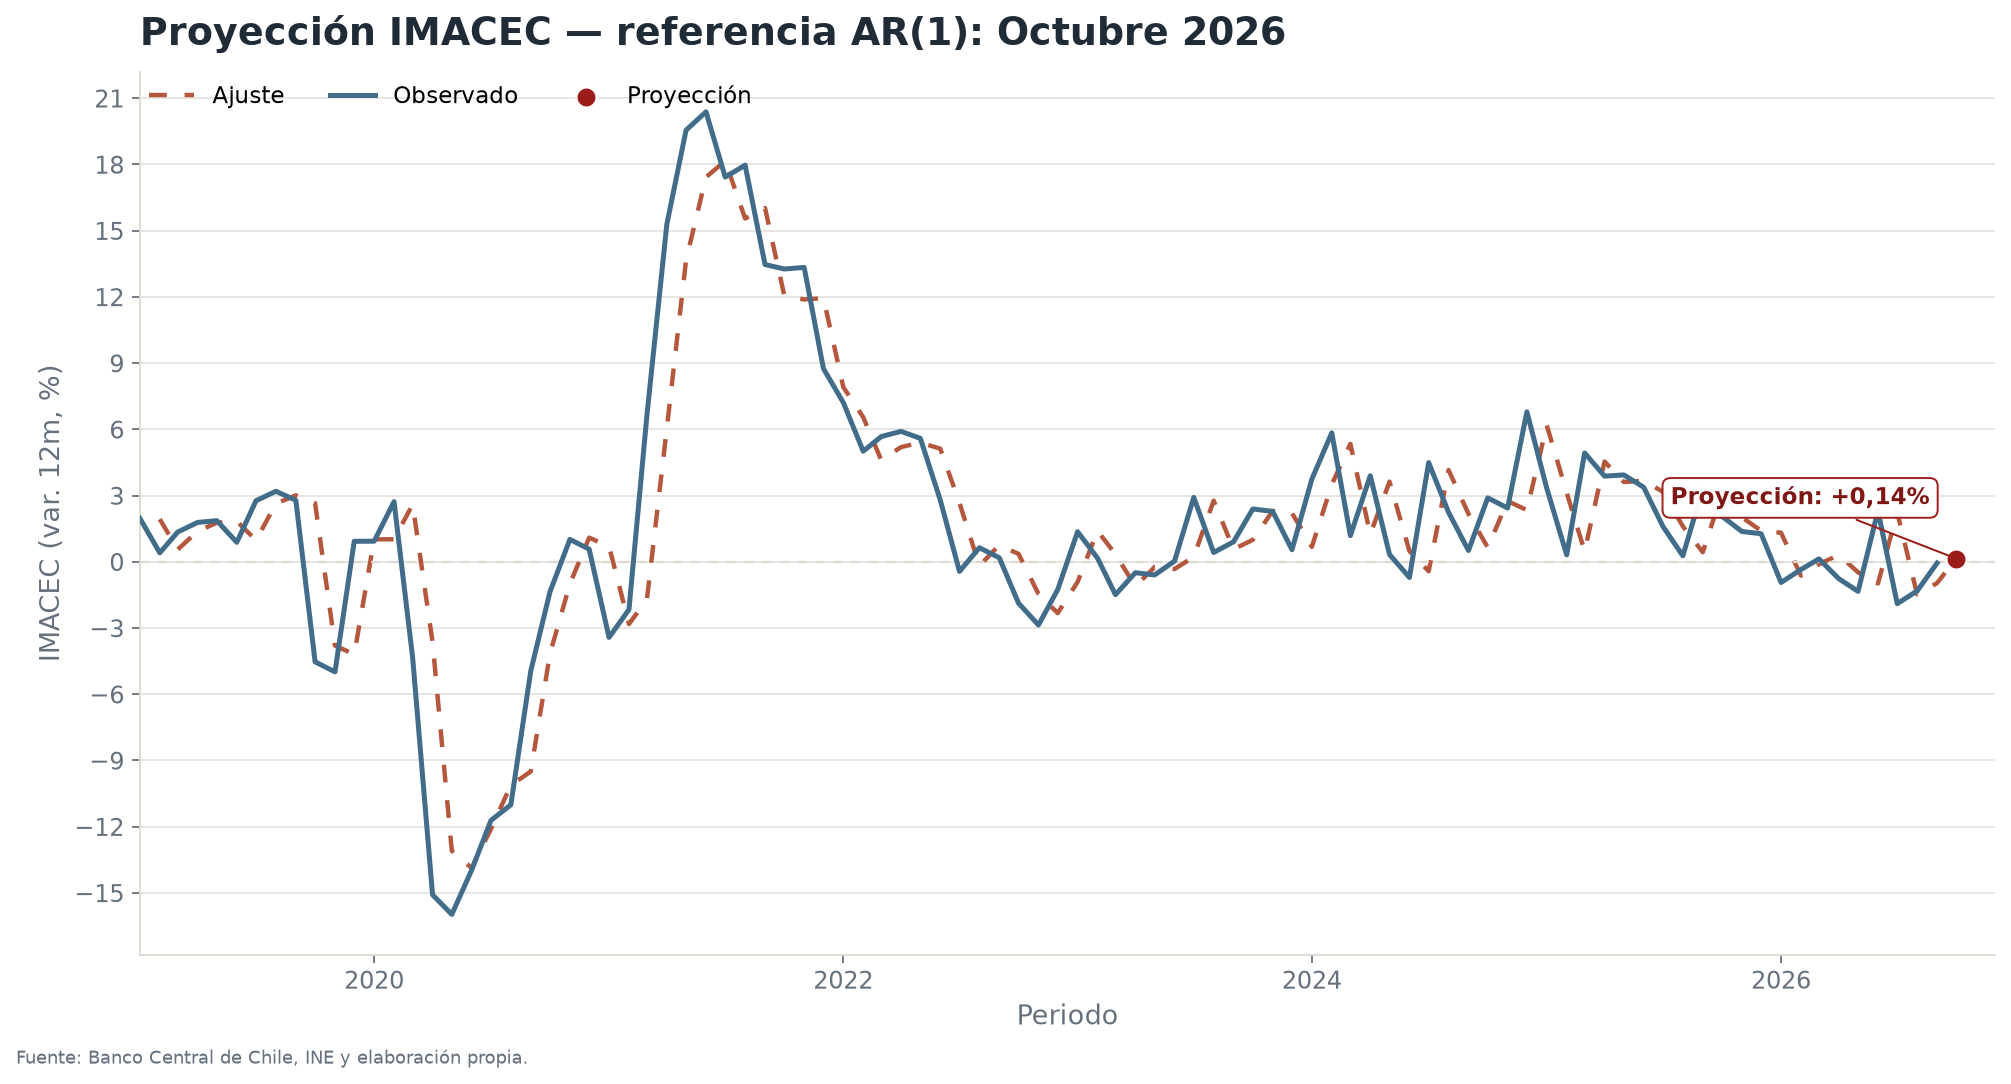 Proyección IMACEC — referencia AR(1): Octubre 2026
Ajuste
Observado
Proyección
21
18
15
12
9
6
3
0
−3
−6
−9
−12
−15
IMACEC (var. 12m, %)
Proyección: +0,14%
2020
2022
2024
2026
Periodo
Fuente: Banco Central de Chile, INE y elaboración propia.